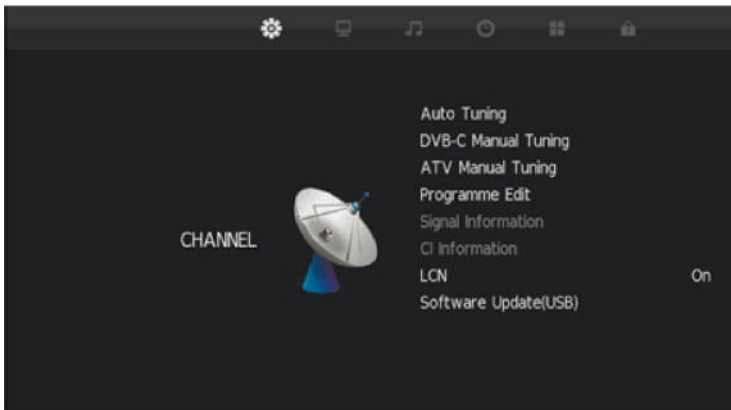 Auto Tuning
DVB-C Manual Tuning
ATV Manual Tuning
Programme Edit
Signal Information
CHANNEL
CI Information
LCN On
Software Update(USB)